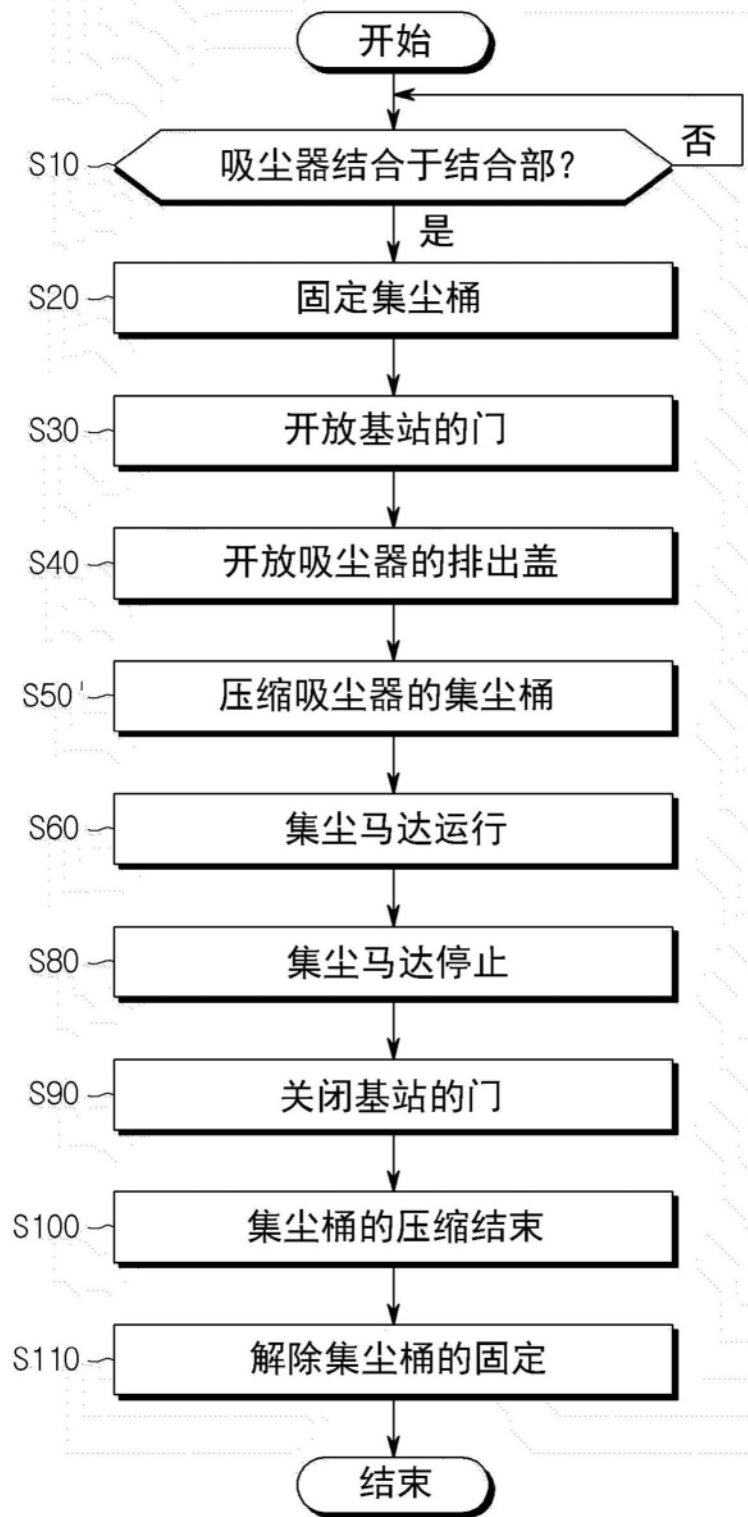 开始
否
S10 吸尘器结合于结合部？
是
S20 固定集尘桶
S30 开放基站的门
S40 开放吸尘器的排出盖
S50' 压缩吸尘器的集尘桶
S60 集尘马达运行
S80 集尘马达停止
S90 关闭基站的门
S100 集尘桶的压缩结束
S110 解除集尘桶的固定
结束